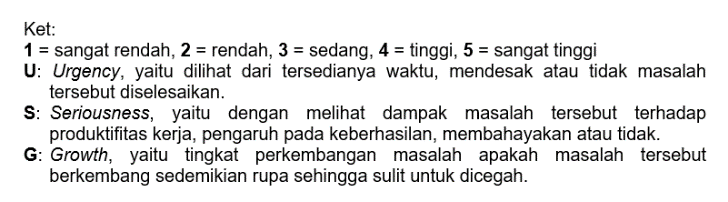 Ket:
1 = sangat rendah, 2 = rendah, 3 = sedang, 4 = tinggi, 5 = sangat tinggi
U: Urgency, yaitu dilihat dari tersedianya waktu, mendesak atau tidak masalah
tersebut diselesaikan.
S: Seriousness, yaitu dengan melihat dampak masalah tersebut terhadap
produktifitas kerja, pengaruh pada keberhasilan, membahayakan atau tidak.
G: Growth, yaitu tingkat perkembangan masalah apakah masalah tersebut
berkembang sedemikian rupa sehingga sulit untuk dicegah.